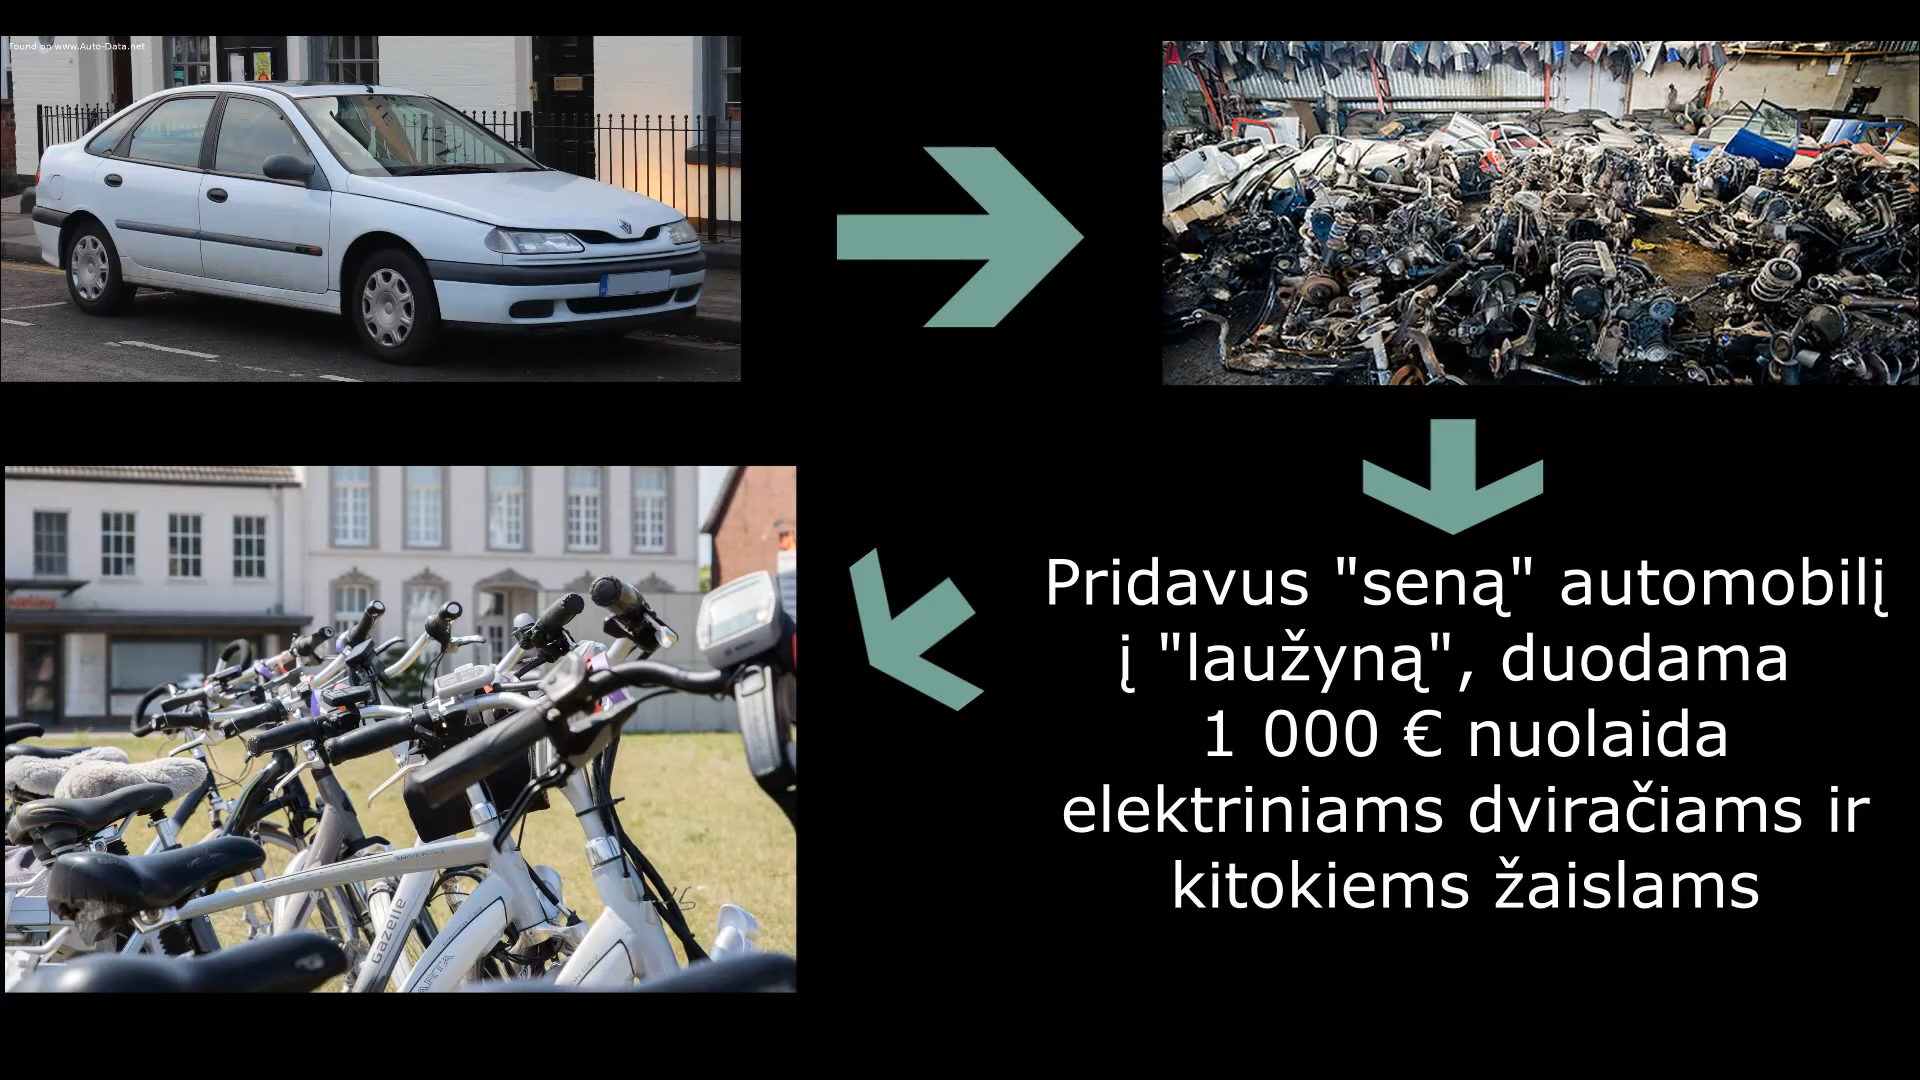 Found on www.Auto-Data.net
Pridavus "seną" automobilį
į "laužyną", duodama
1 000 € nuolaida
elektriniams dviračiams ir
kitokiems žaislams
Gazelle